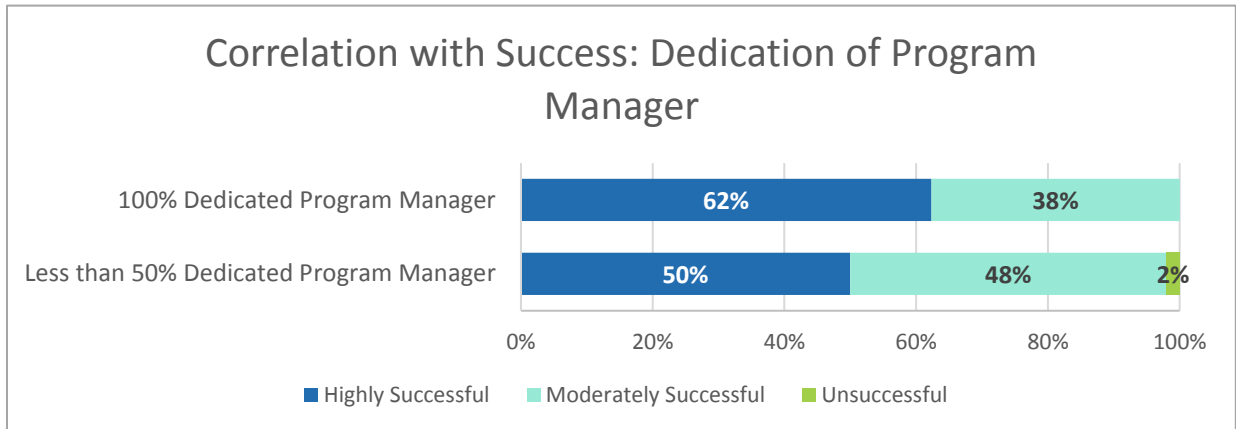 Correlation with Success: Dedication of Program
Manager
100% Dedicated Program Manager
62%
38%
Less than 50% Dedicated Program Manager
50%
48%
2%
0%
20%
40%
60%
80%
100%
Highly Successful
Moderately Successful
Unsuccessful